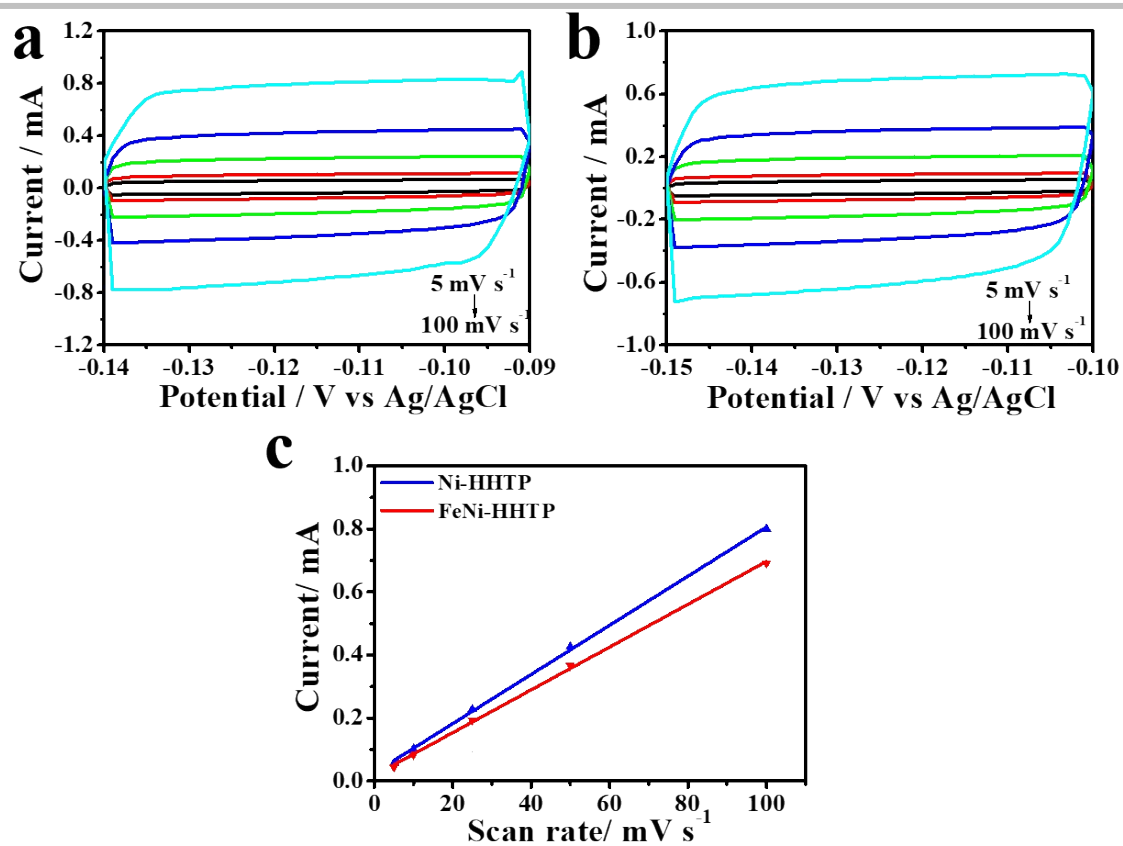 a
1.2
0.8
0.4
0.0
-0.4
-0.8
-1.2
Current / mA
5 mV s-1
100 mV s-1
-0.14 -0.13 -0.12 -0.11 -0.10 -0.09
Potential / V vs Ag/AgCl
b
1.0
0.6
0.2
-0.2
-0.6
-1.0
Current / mA
5 mV s-1
100 mV s-1
-0.15 -0.14 -0.13 -0.12 -0.11 -0.10
Potential / V vs Ag/AgCl
c
1.0
0.8
0.6
0.4
0.2
0.0
Current/ mA
Ni-HHTP
FeNi-HHTP
0 20 40 60 80 100
Scan rate/ mV s-1